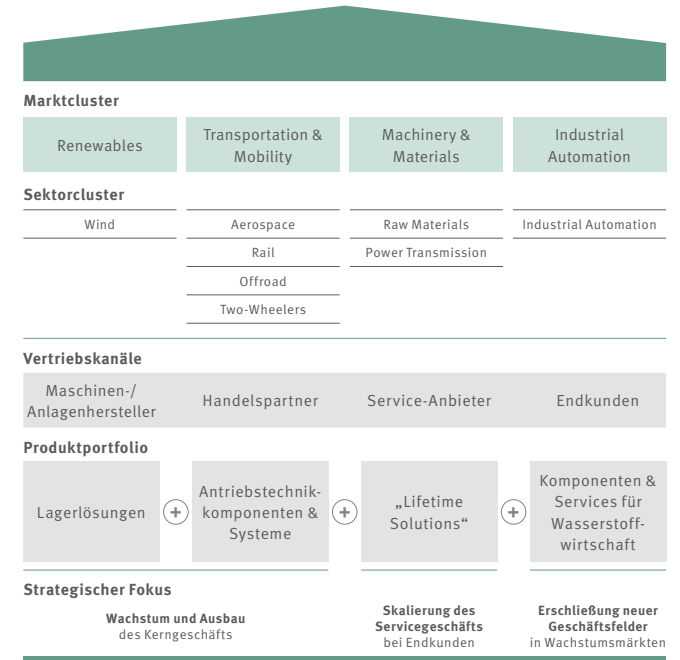 Marktcluster
Renewables
Transportation &
Mobility
Machinery &
Materials
Industrial
Automation
Sektorcluster
Wind
Aerospace
Rail
Offroad
Two-Wheelers
Raw Materials
Power Transmission
Industrial Automation
Vertriebskanäle
Maschinen-/
Anlagenhersteller
Handelspartner
Service-Anbieter
Endkunden
Produktportfolio
Lagerlösungen
+
Antriebstechnik-
komponenten &
Systeme
+
„Lifetime
Solutions“
+
Komponenten &
Services für
Wasserstoff-
wirtschaft
Strategischer Fokus
Wachstum und Ausbau
des Kerngeschäfts
Skalierung des
Servicegeschäfts
bei Endkunden
Erschließung neuer
Geschäftsfelder
in Wachstumsmärkten